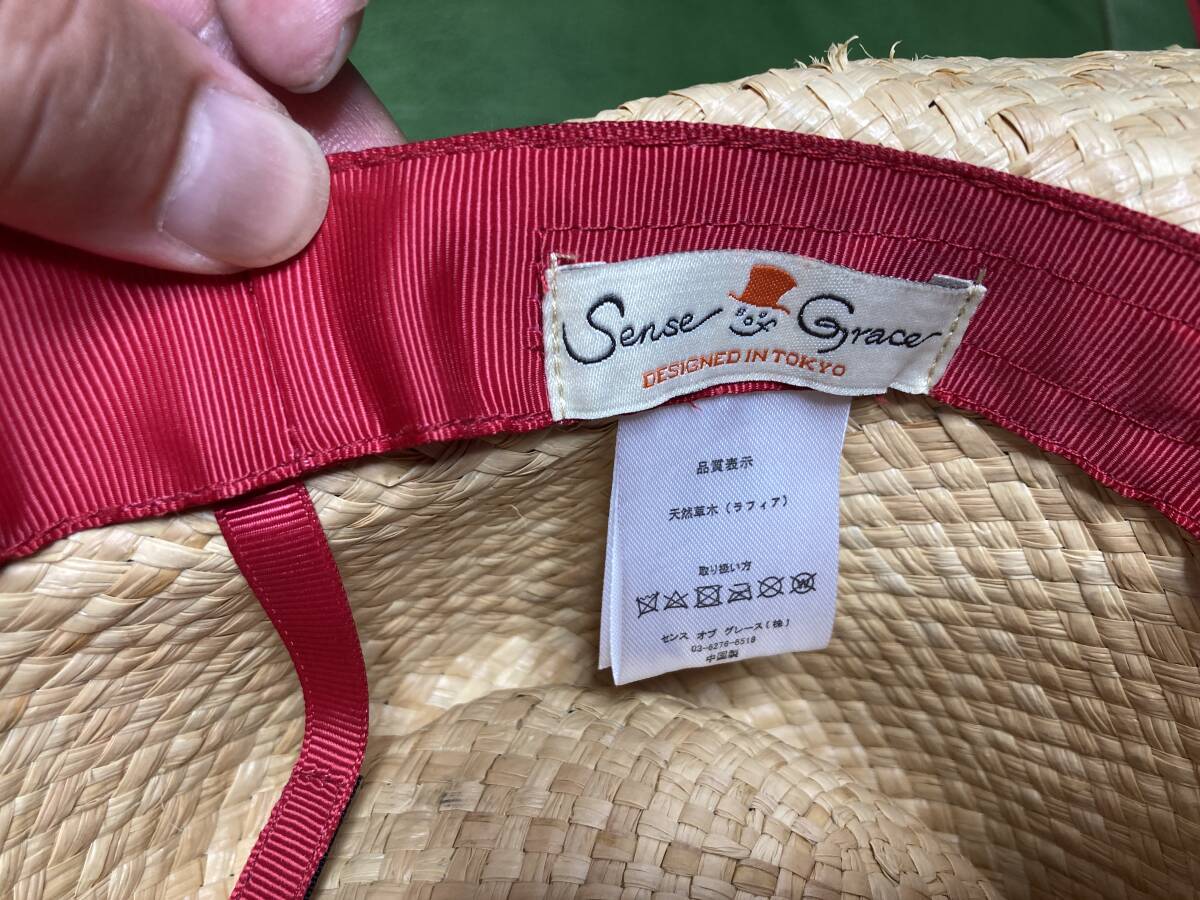 Sense of Grace
DESIGNED IN TOKYO
品質表示
天然草木(ラフィア)
取り扱い方
センス オブ グレース(株)
03-6276-6518
中国製